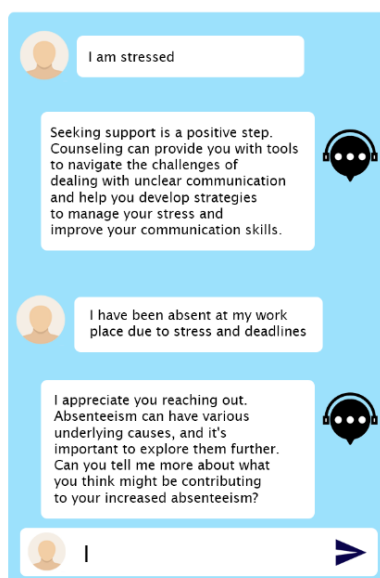 I am stressed
Seeking support is a positive step.
Counseling can provide you with tools
to navigate the challenges of
dealing with unclear communication
and help you develop strategies
to manage your stress and
improve your communication skills.
I have been absent at my work
place due to stress and deadlines
I appreciate you reaching out.
Absenteeism can have various
underlying causes, and it's
important to explore them further.
Can you tell me more about what
you think might be contributing
to your increased absenteeism?